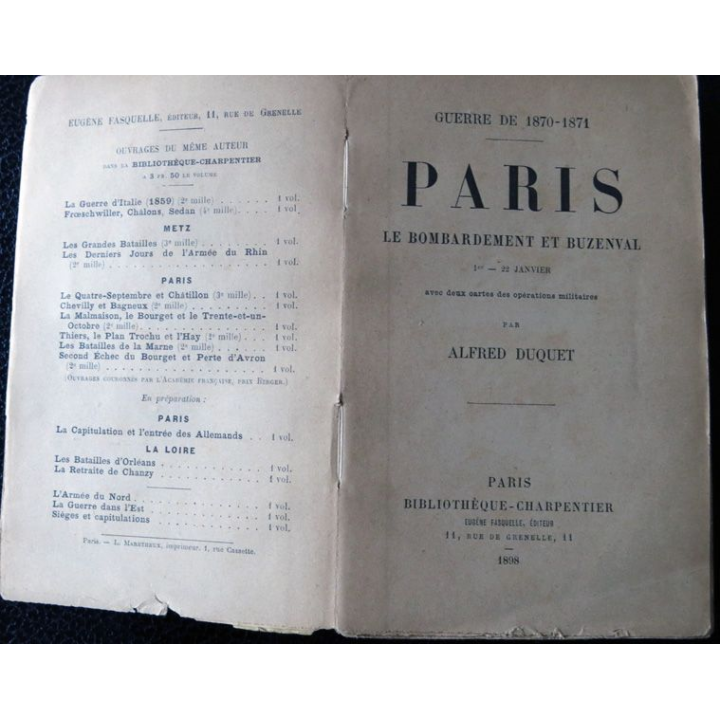 EUGÈNE FASQUELLE, ÉDITEUR, 11, RUE DE GRENELLE
OUVRAGES DU MÊME AUTEUR
DANS LA BIBLIOTHÈQUE-CHARPENTIER
A 3 FR. 50 LE VOLUME
La Guerre d'Italie (1859) (2e mille) . . . . . 1 vol.
Frœschwiller, Châlons, Sedan (4e mille). . . . 1 vol.
METZ
Les Grandes Batailles (3e mille) . . . . . . . 1 vol.
Les Derniers Jours de l'Armée du Rhin
(2e mille) . . . . . . . . . . . . . . 1 vol.
PARIS
Le Quatre-Septembre et Châtillon (3e mille). . 1 vol.
Chevilly et Bagneux (2e mille) . . . . . . . . 1 vol.
La Malmaison, le Bourget et le Trente-et-un-
Octobre (2e mille) . . . . . . . . . . . 1 vol.
Thiers, le Plan Trochu et l'Hay (2e mille) . . 1 vol.
Les Batailles de la Marne (2e mille) . . . . . 1 vol.
Second Échec du Bourget et Perte d'Avron
(2e mille) . . . . . . . . . . . . . . 1 vol.
(OUVRAGES COURONNÉS PAR L'ACADÉMIE FRANÇAISE, PRIX BERGER.)
En préparation :
PARIS
La Capitulation et l'entrée des Allemands . . 1 vol.
LA LOIRE
Les Batailles d'Orléans . . . . . . . . . . . 1 vol.
La Retraite de Chanzy . . . . . . . . . . . . 1 vol.
L'Armée du Nord . . . . . . . . . . . . . . . 1 vol.
La Guerre dans l'Est . . . . . . . . . . . . . 1 vol.
Sièges et capitulations . . . . . . . . . . . 1 vol.
Paris. — L. MARETHEUX, imprimeur, 1, rue Cassette.
GUERRE DE 1870-1871
PARIS
LE BOMBARDEMENT ET BUZENVAL
1er — 22 JANVIER
avec deux cartes des opérations militaires
PAR
ALFRED DUQUET
PARIS
BIBLIOTHÈQUE-CHARPENTIER
EUGÈNE FASQUELLE, ÉDITEUR
11, RUE DE GRENELLE, 11
1898